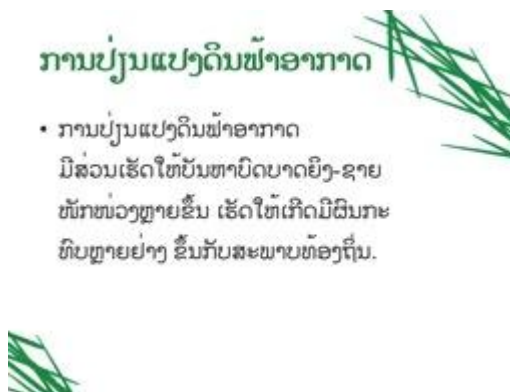 ການປ່ຽນແປງດິນຟ້າອາກາດ
• ການປ່ຽນແປງດິນຟ້າອາກາດ
ມີສ່ວນເຮັດໃຫ້ບັນຫາບົດບາດຍິງ-ຊາຍ
ໜັກໜ່ວງຫຼາຍຂຶ້ນ ເຮັດໃຫ້ເກີດມີຜົນກະ
ທົບຫຼາຍຢ່າງ ຂຶ້ນກັບສະພາບທ້ອງຖິ່ນ.